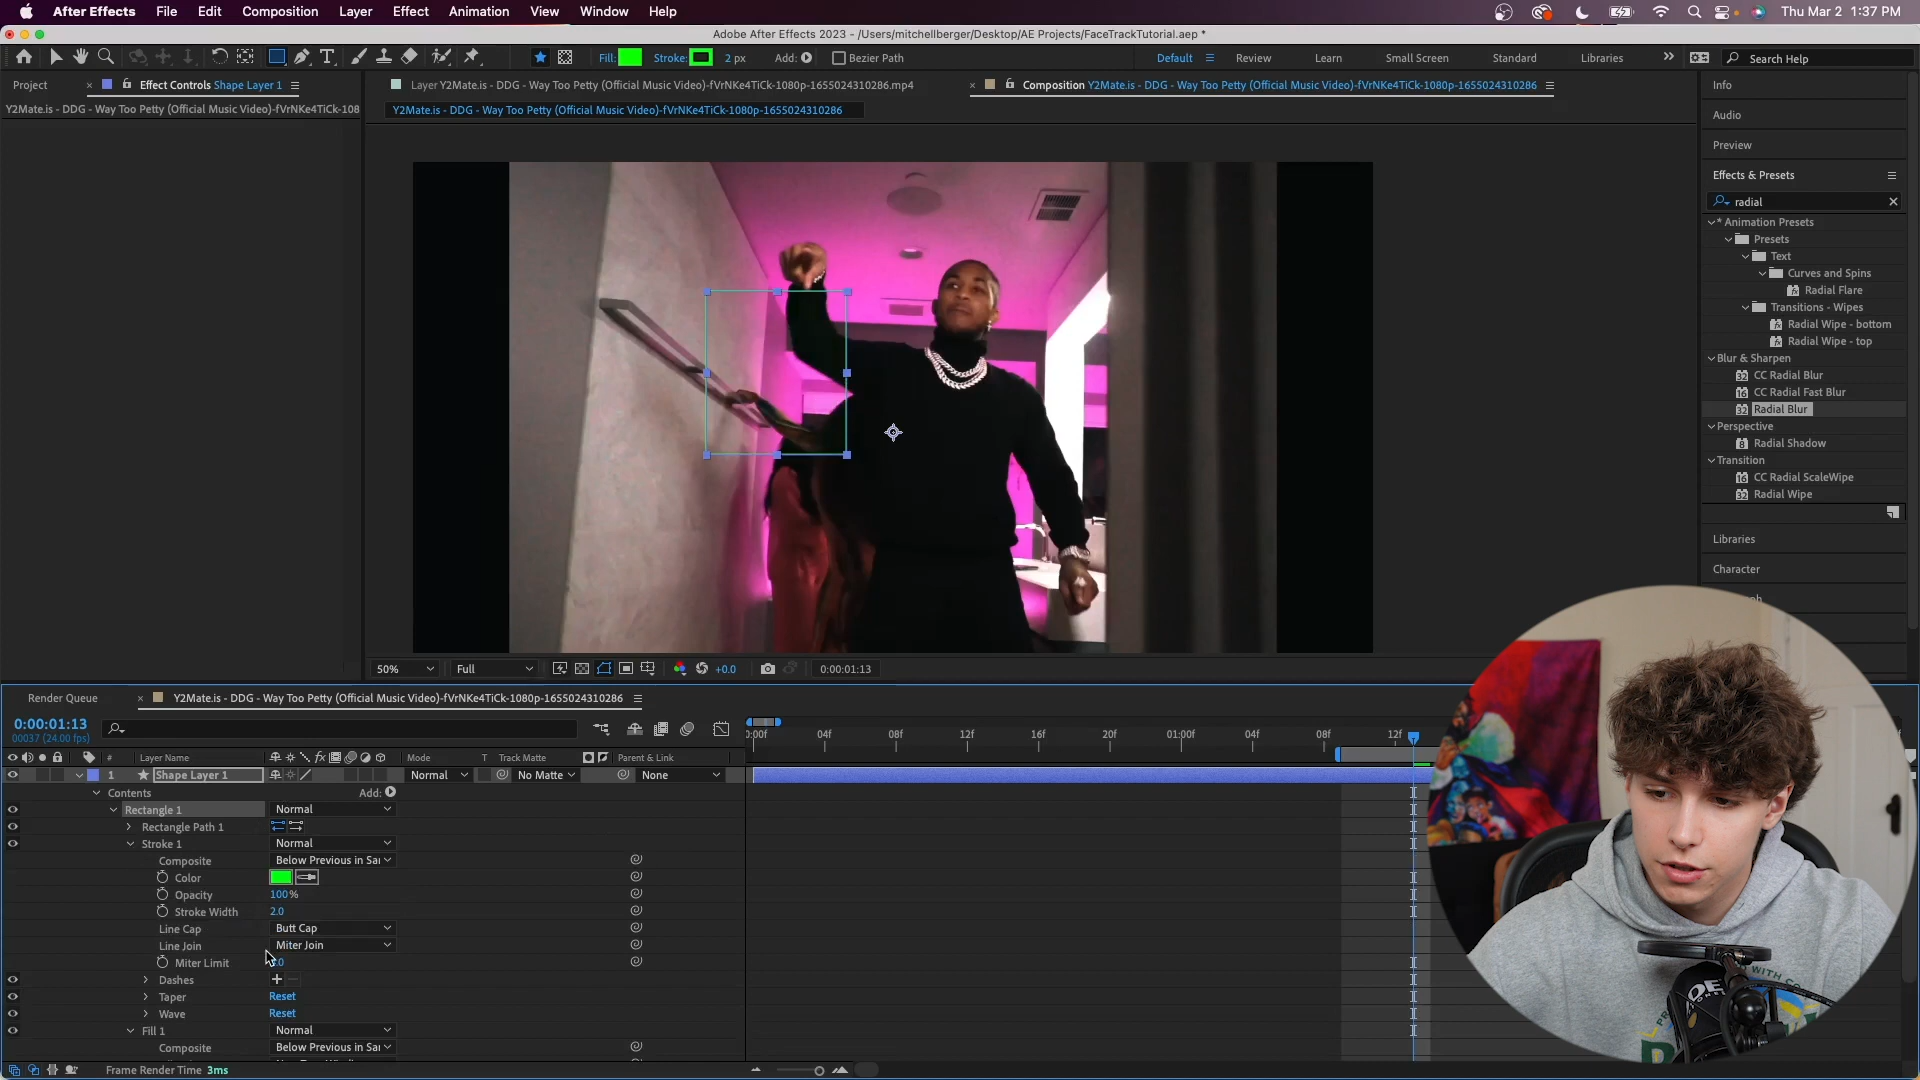 After Effects File Edit Composition Layer Effect Animation View Window Help Thu Mar 2 1:37 PM
Adobe After Effects 2023 - /Users/mitchellberger/Desktop/AE Projects/FaceTrackTutorial.aep *
Fill: Stroke: 2 px Add: Bezier Path Default Review Learn Small Screen Standard Libraries Search Help
Project Effect Controls Shape Layer 1 Layer Y2Mate.is - DDG - Way Too Petty (Official Music Video)-fVrNKe4TiCk-1080p-1655024310286.mp4 Composition Y2Mate.is - DDG - Way Too Petty (Official Music Video)-fVrNKe4TiCk-1080p-1655024310286 Info
Y2Mate.is - DDG - Way Too Petty (Official Music Video)-fVrNKe4TiCk-108 Y2Mate.is - DDG - Way Too Petty (Official Music Video)-fVrNKe4TiCk-1080p-1655024310286
Audio
Preview
Effects & Presets
radial
* Animation Presets
Presets
Text
Curves and Spins
Radial Flare
Transitions - Wipes
Radial Wipe - bottom
Radial Wipe - top
Blur & Sharpen
CC Radial Blur
CC Radial Fast Blur
Radial Blur
Perspective
Radial Shadow
Transition
CC Radial ScaleWipe
Radial Wipe
Libraries
Character
50% Full +0.0 0:00:01:13
Render Queue Y2Mate.is - DDG - Way Too Petty (Official Music Video)-fVrNKe4TiCk-1080p-1655024310286
0:00:01:13
00037 (24.00 fps)
04f 08f 12f 16f 20f 01:00f 04f 08f 12f
# Layer Name Mode T Track Matte Parent & Link
1 Shape Layer 1 Normal No Matte None
Contents Add:
Rectangle 1 Normal
Rectangle Path 1
Stroke 1 Normal
Composite Below Previous in Sa
Color
Opacity 100%
Stroke Width 2.0
Line Cap Butt Cap
Line Join Miter Join
Miter Limit
Dashes
Taper Reset
Wave Reset
Fill 1 Normal
Composite Below Previous in Sa
Frame Render Time 3ms